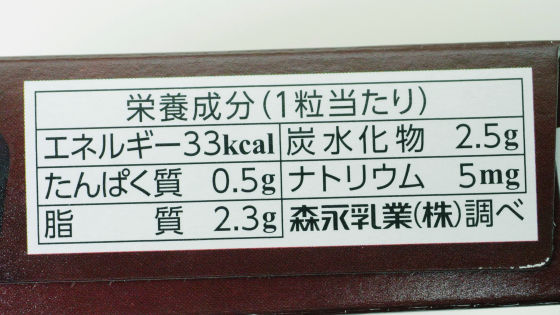 栄養成分(1粒当たり)
エネルギー33kcal 炭水化物 2.5g
たんぱく質 0.5g ナトリウム 5mg
脂質 2.3g 森永乳業(株)調べ